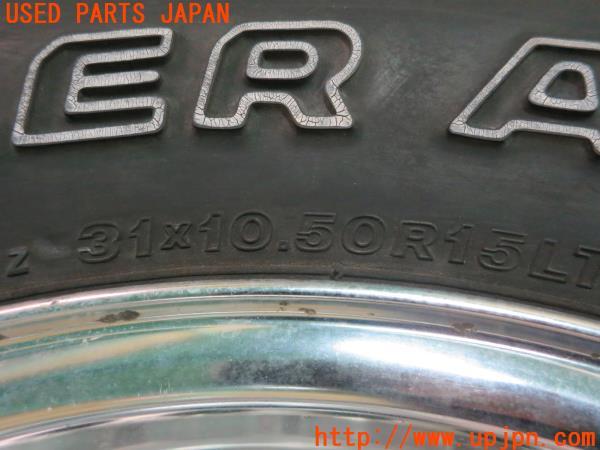 USED PARTS JAPAN
ER A
Z 31x10.50R15LT
http://www.upjpn.com